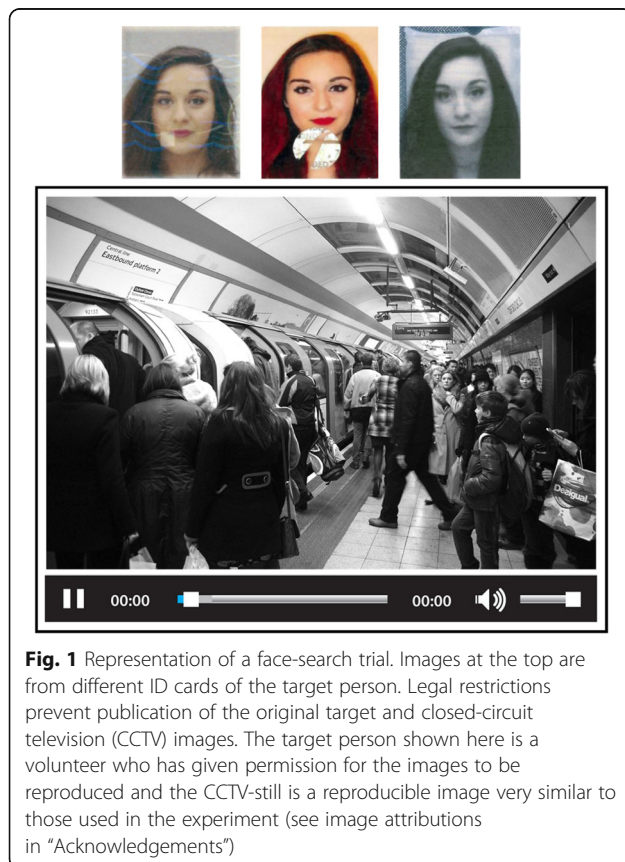 Central line
Eastbound platform 2
92133
Desigual
00:00
00:00
Fig. 1 Representation of a face-search trial. Images at the top are
from different ID cards of the target person. Legal restrictions
prevent publication of the original target and closed-circuit
television (CCTV) images. The target person shown here is a
volunteer who has given permission for the images to be
reproduced and the CCTV-still is a reproducible image very similar to
those used in the experiment (see image attributions
in “Acknowledgements”)